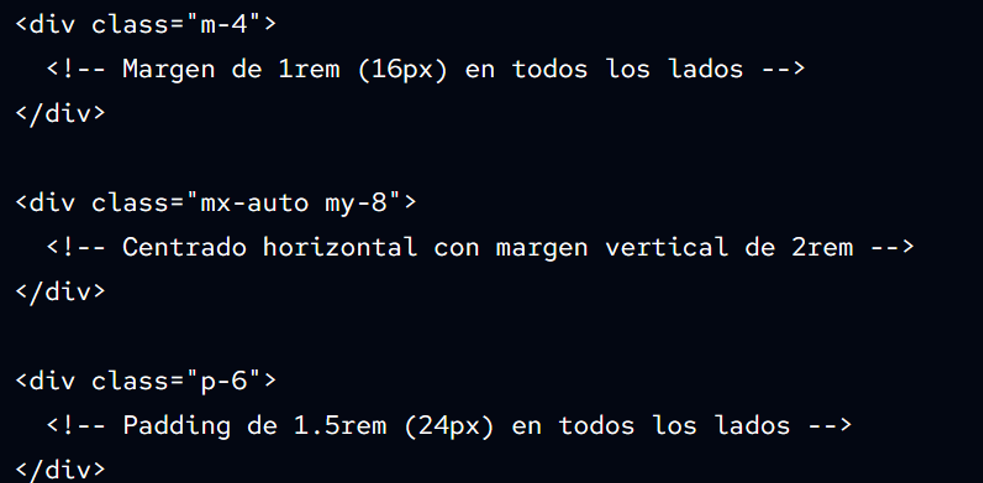 <div class="m-4">
  <!-- Margen de 1rem (16px) en todos los lados -->
</div>

<div class="mx-auto my-8">
  <!-- Centrado horizontal con margen vertical de 2rem -->
</div>

<div class="p-6">
  <!-- Padding de 1.5rem (24px) en todos los lados -->
</div>